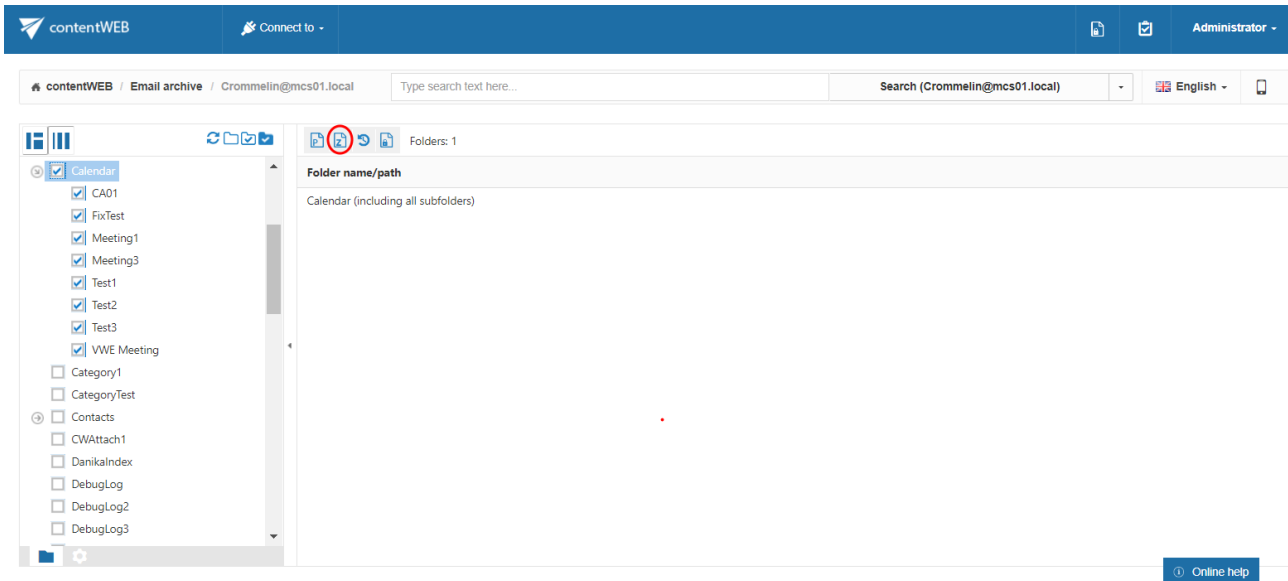 contentWEB Connect to Administrator
contentWEB / Email archive / Crommelin@mcs01.local Type search text here... Search (Crommelin@mcs01.local) English
P Z Folders: 1
Folder name/path
Calendar (including all subfolders)
Calendar
CA01
FixTest
Meeting1
Meeting3
Test1
Test2
Test3
VWE Meeting
Category1
CategoryTest
Contacts
CWAttach1
DanikaIndex
DebugLog
DebugLog2
DebugLog3
Online help